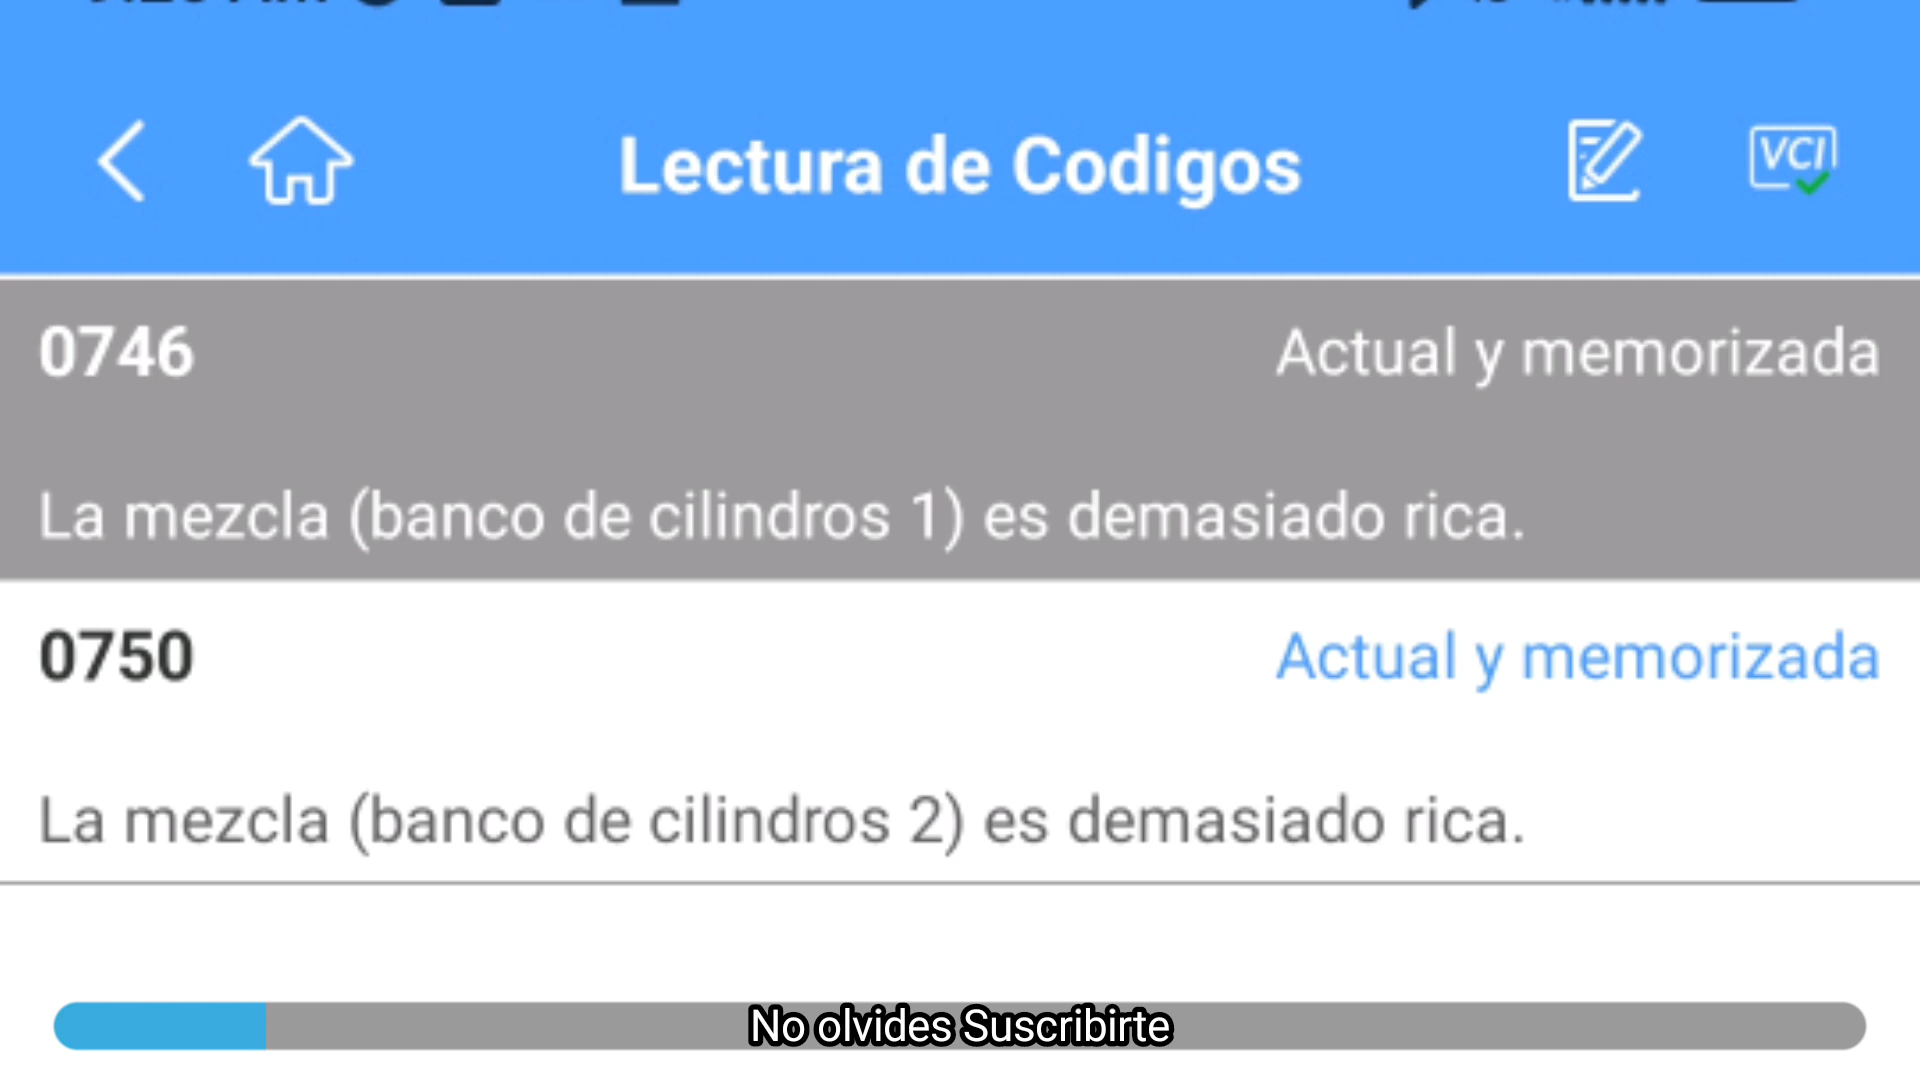 Lectura de Codigos
VCI
0746
Actual y memorizada
La mezcla (banco de cilindros 1) es demasiado rica.
0750
Actual y memorizada
La mezcla (banco de cilindros 2) es demasiado rica.
No olvides Suscribirte